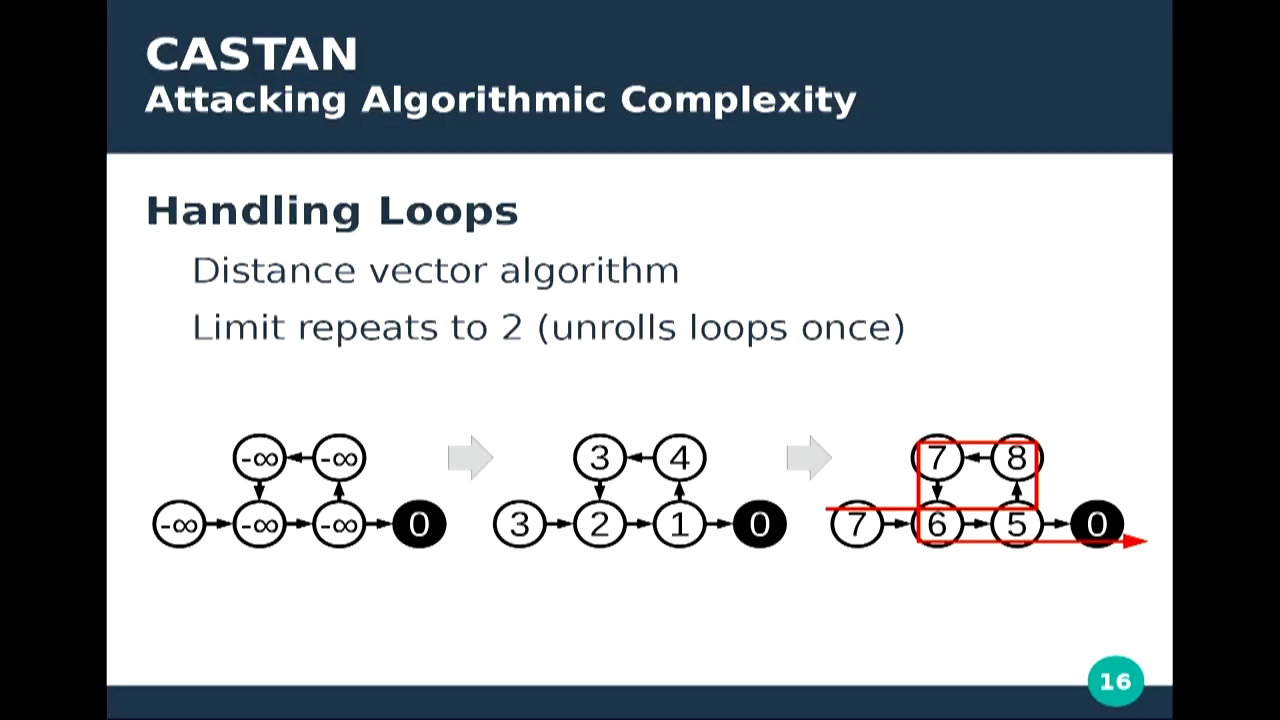 CASTAN
Attacking Algorithmic Complexity
Handling Loops
Distance vector algorithm
Limit repeats to 2 (unrolls loops once)
-∞ -∞ 3 4 7 8
-∞ -∞ -∞ 0 3 2 1 0 7 6 5 0
16